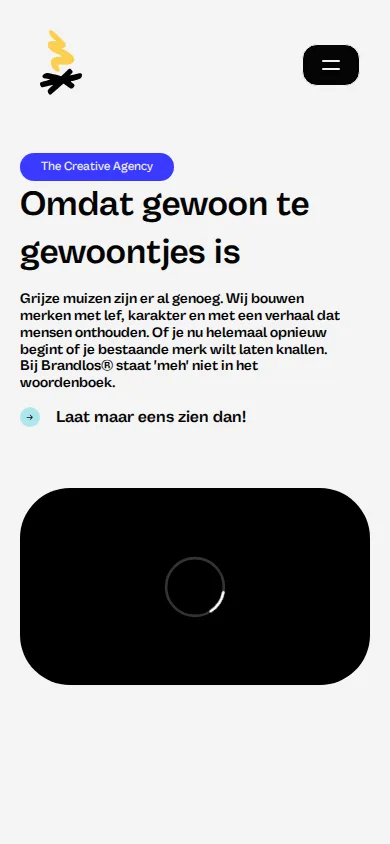 The Creative Agency
Omdat gewoon te
gewoontjes is
Grijze muizen zijn er al genoeg. Wij bouwen
merken met lef, karakter en met een verhaal dat
mensen onthouden. Of je nu helemaal opnieuw
begint of je bestaande merk wilt laten knallen.
Bij Brandlos® staat 'meh' niet in het
woordenboek.
Laat maar eens zien dan!